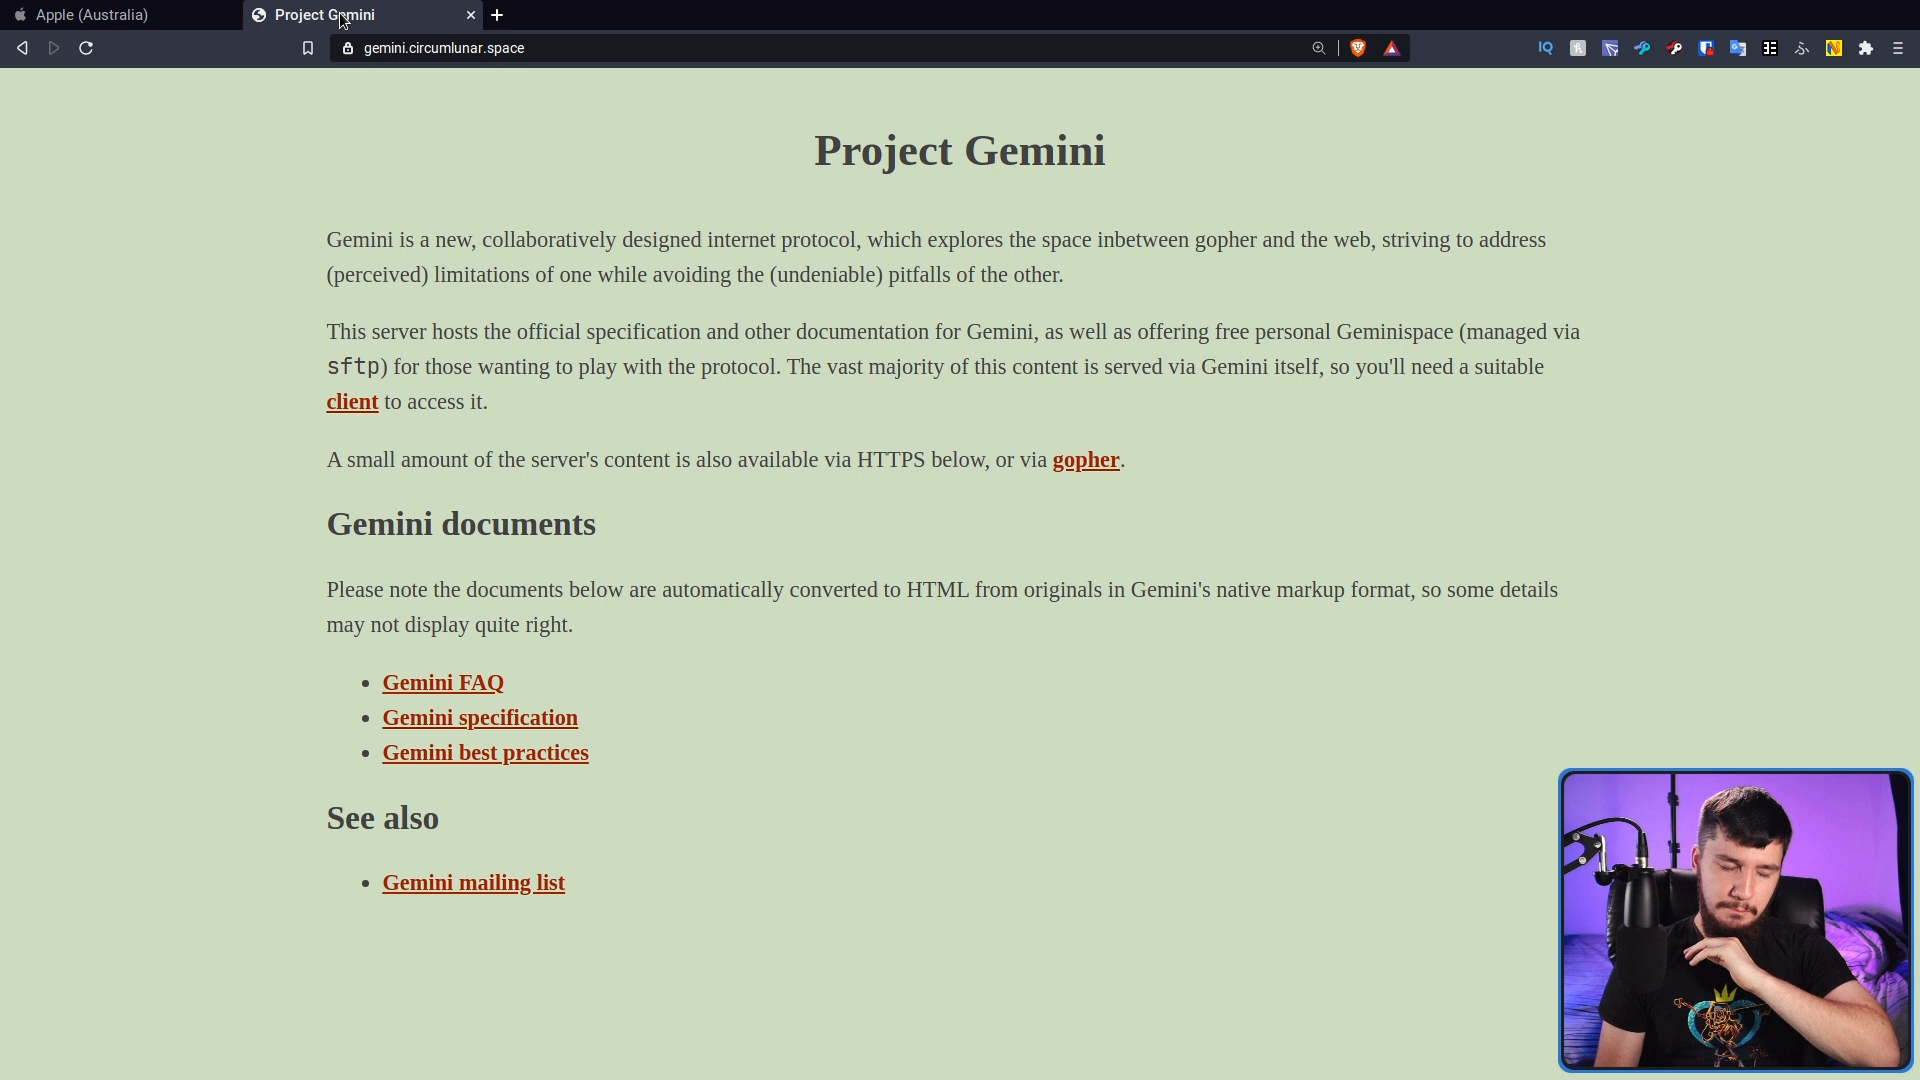 Apple (Australia)
Project Gemini
gemini.circumlunar.space
IQ
Project Gemini
Gemini is a new, collaboratively designed internet protocol, which explores the space inbetween gopher and the web, striving to address
(perceived) limitations of one while avoiding the (undeniable) pitfalls of the other.
This server hosts the official specification and other documentation for Gemini, as well as offering free personal Geminispace (managed via
sftp) for those wanting to play with the protocol. The vast majority of this content is served via Gemini itself, so you'll need a suitable
client to access it.
A small amount of the server's content is also available via HTTPS below, or via gopher.
Gemini documents
Please note the documents below are automatically converted to HTML from originals in Gemini's native markup format, so some details
may not display quite right.
Gemini FAQ
Gemini specification
Gemini best practices
See also
Gemini mailing list